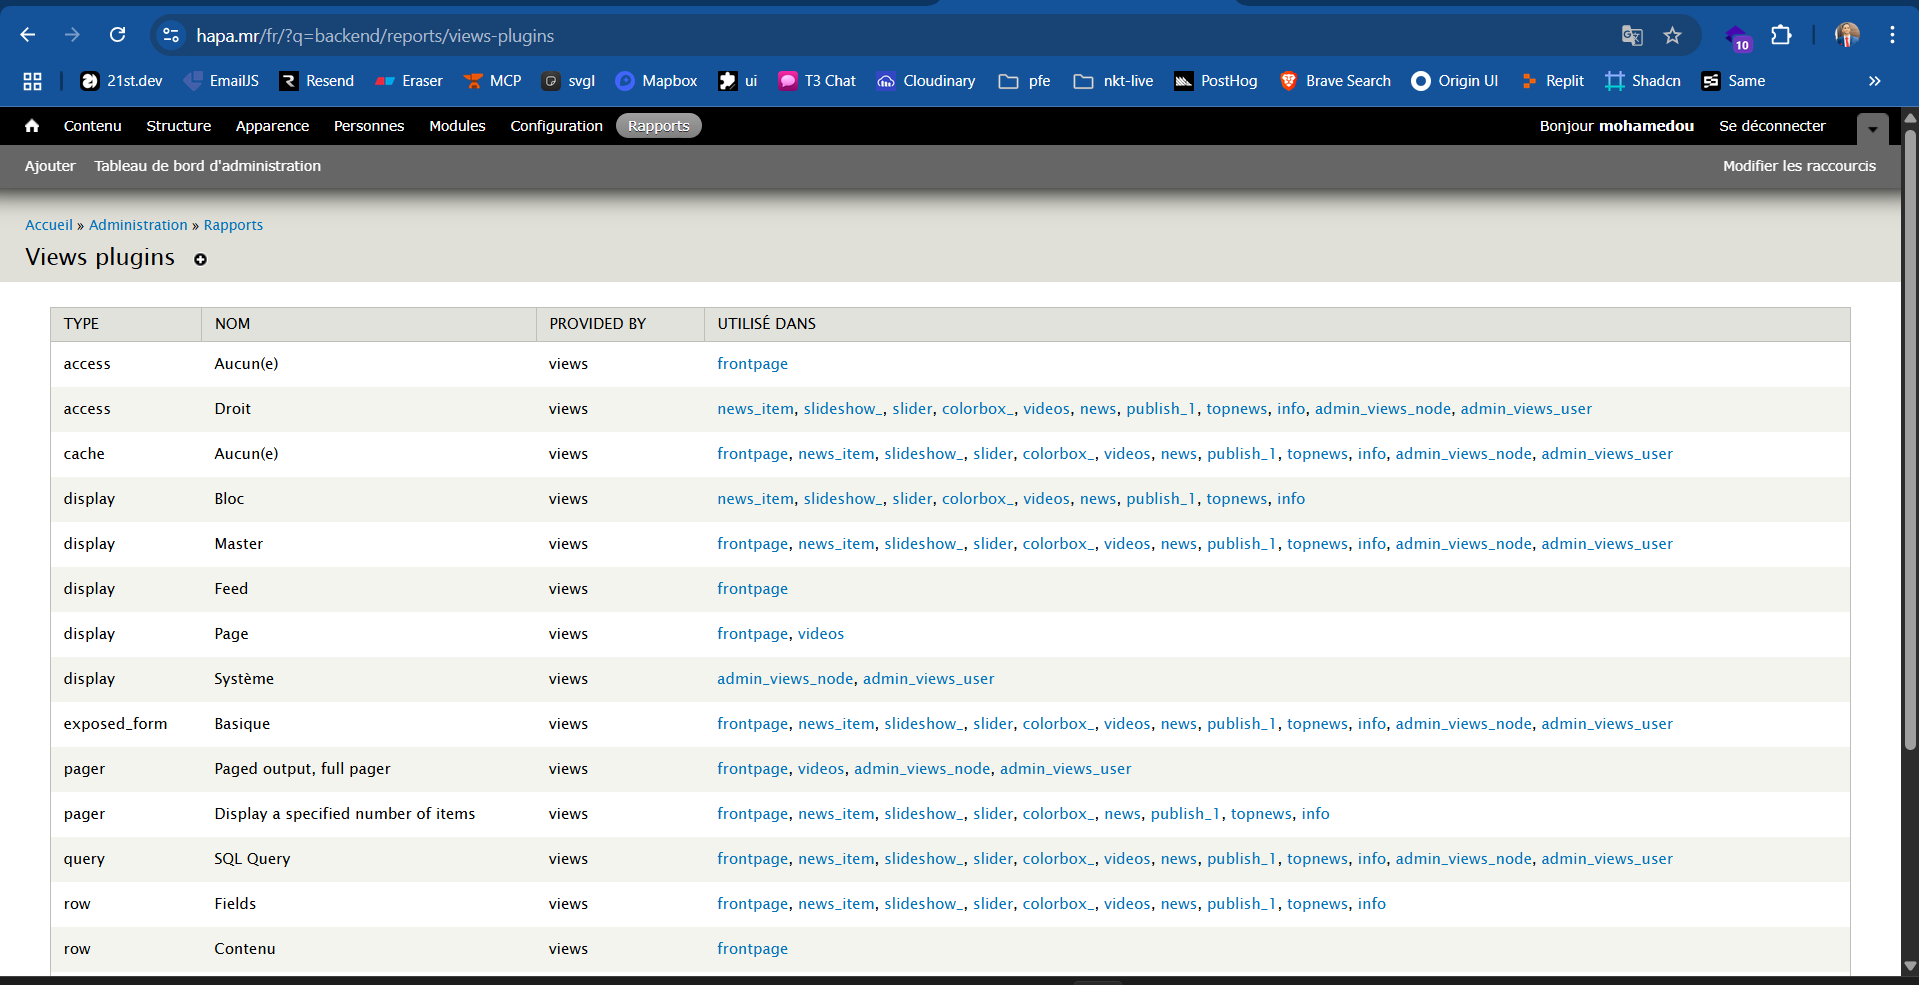 hapa.mr/fr/?q=backend/reports/views-plugins
10
21st.dev EmailJS Resend Eraser MCP svgl Mapbox ui T3 Chat Cloudinary pfe nkt-live PostHog Brave Search Origin UI Replit Shadcn Same »
Contenu Structure Apparence Personnes Modules Configuration Rapports Bonjour mohamedou Se déconnecter
Ajouter Tableau de bord d'administration Modifier les raccourcis
Accueil » Administration » Rapports
Views plugins
TYPE NOM PROVIDED BY UTILISÉ DANS
access Aucun(e) views frontpage
access Droit views news_item, slideshow_, slider, colorbox_, videos, news, publish_1, topnews, info, admin_views_node, admin_views_user
cache Aucun(e) views frontpage, news_item, slideshow_, slider, colorbox_, videos, news, publish_1, topnews, info, admin_views_node, admin_views_user
display Bloc views news_item, slideshow_, slider, colorbox_, videos, news, publish_1, topnews, info
display Master views frontpage, news_item, slideshow_, slider, colorbox_, videos, news, publish_1, topnews, info, admin_views_node, admin_views_user
display Feed views frontpage
display Page views frontpage, videos
display Système views admin_views_node, admin_views_user
exposed_form Basique views frontpage, news_item, slideshow_, slider, colorbox_, videos, news, publish_1, topnews, info, admin_views_node, admin_views_user
pager Paged output, full pager views frontpage, videos, admin_views_node, admin_views_user
pager Display a specified number of items views frontpage, news_item, slideshow_, slider, colorbox_, news, publish_1, topnews, info
query SQL Query views frontpage, news_item, slideshow_, slider, colorbox_, videos, news, publish_1, topnews, info, admin_views_node, admin_views_user
row Fields views frontpage, news_item, slideshow_, slider, colorbox_, videos, news, publish_1, topnews, info
row Contenu views frontpage